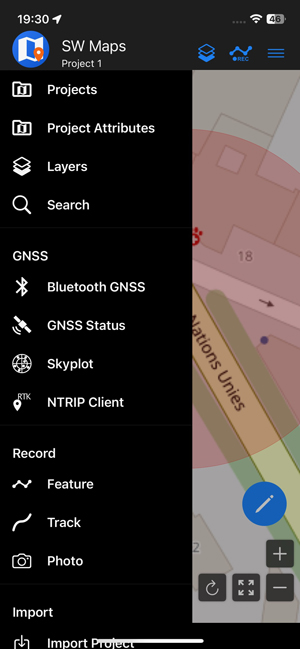 19:30
46
SW Maps
Project 1
REC
Projects
Project Attributes
Layers
Search
18
GNSS
Bluetooth GNSS
GNSS Status
Skyplot
Nations Unies
RTK
NTRIP Client
Record
Feature
Track
Photo
2
Import
Import Project